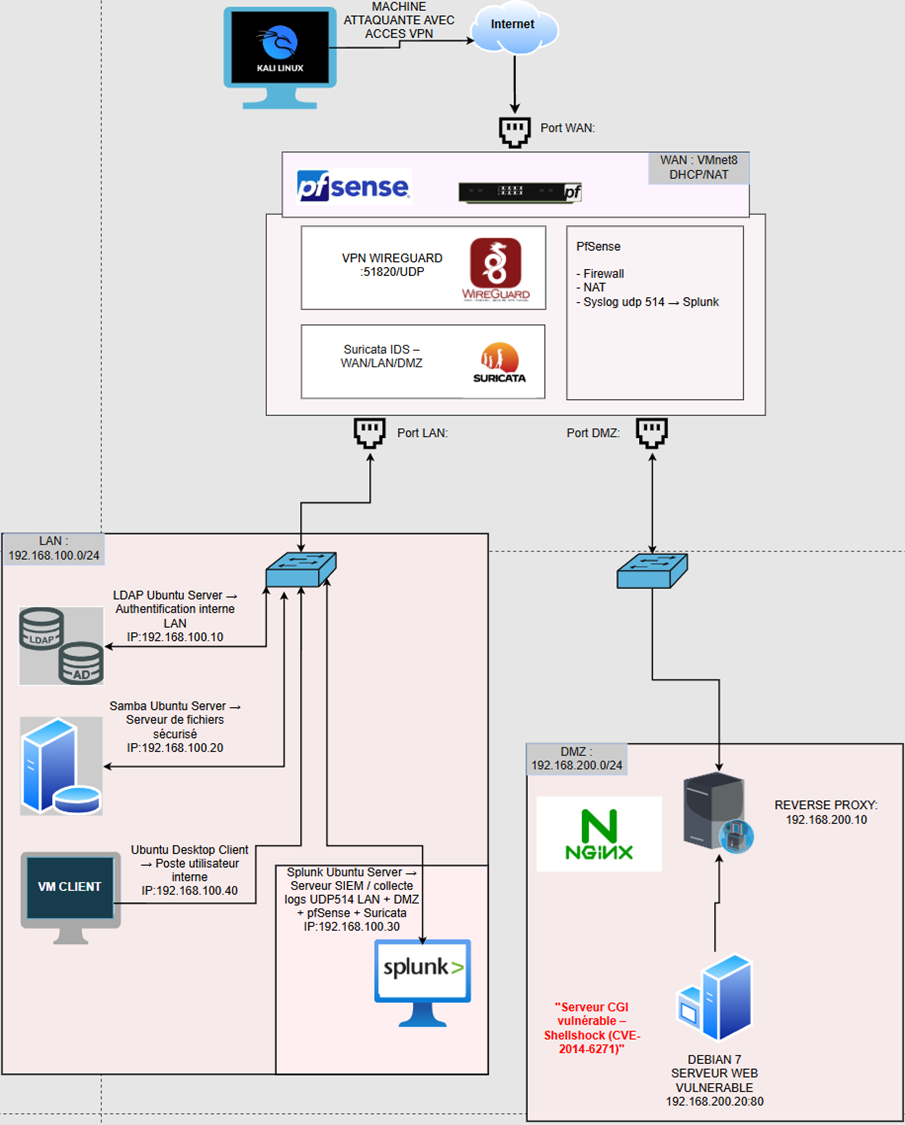 MACHINE
ATTAQUANTE AVEC
ACCES VPN
Internet
KALI LINUX
Port WAN:
WAN : VMnet8
DHCP/NAT
pfsense
pf
VPN WIREGUARD
:51820/UDP
WIREGUARD
PfSense
- Firewall
- NAT
- Syslog udp 514 → Splunk
Suricata IDS –
WAN/LAN/DMZ
SURICATA
Port LAN:
Port DMZ:
LAN :
192.168.100.0/24
LDAP Ubuntu Server →
Authentification interne
LAN
IP:192.168.100.10
LDAP
AD
Samba Ubuntu Server →
Serveur de fichiers
sécurisé
IP:192.168.100.20
Ubuntu Desktop Client
→ Poste utilisateur
interne
IP:192.168.100.40
VM CLIENT
Splunk Ubuntu Server →
Serveur SIEM / collecte
logs UDP514 LAN + DMZ
+ pfSense + Suricata
IP:192.168.100.30
splunk>
DMZ :
192.168.200.0/24
NGINX
REVERSE PROXY:
192.168.200.10
"Serveur CGI
vulnérable –
Shellshock (CVE-
2014-6271)"
DEBIAN 7
SERVEUR WEB
VULNERABLE
192.168.200.20:80